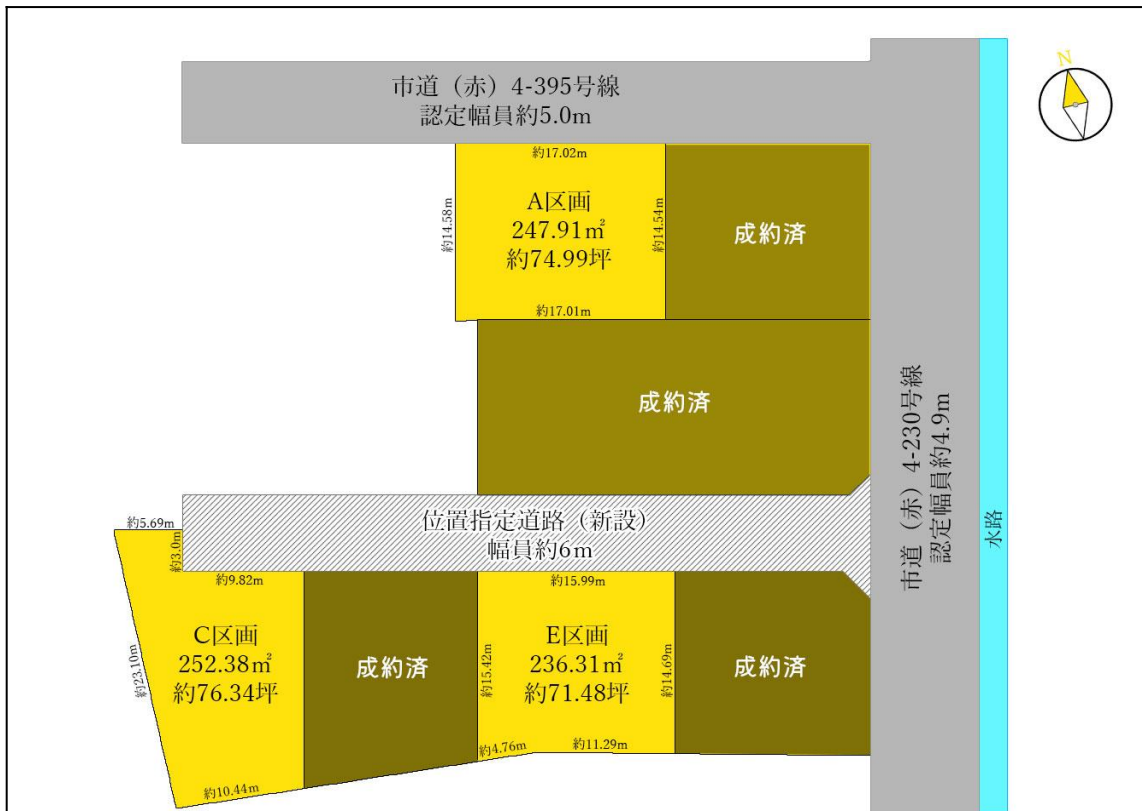 N
市道（赤）4-395号線
認定幅員約5.0m
約17.02m
約14.58m
A区画
247.91㎡
約74.99坪
約14.54m
約17.01m
成約済
成約済
市道（赤）4-230号線
認定幅員約4.9m
水路
位置指定道路（新設）
幅員約6m
約5.69m
約3.0m
約9.82m
約23.10m
C区画
252.38㎡
約76.34坪
約10.44m
成約済
約15.99m
約15.42m
E区画
236.31㎡
約71.48坪
約14.69m
約4.76m
約11.29m
成約済